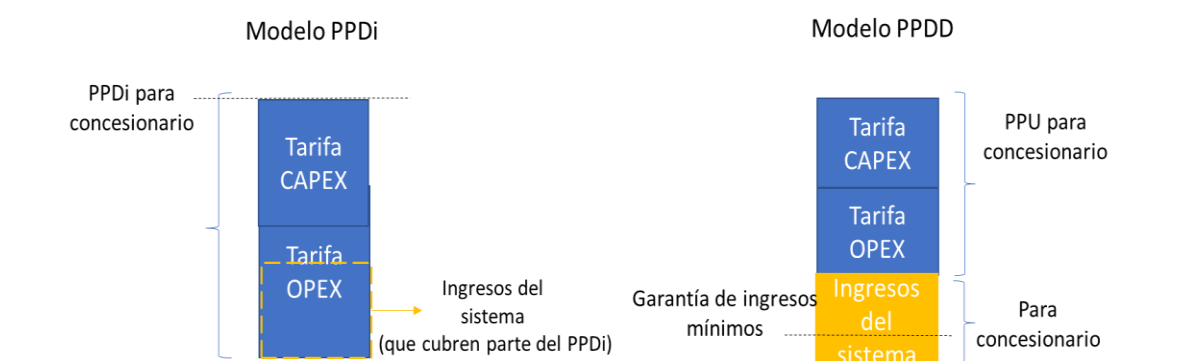 Modelo PPDi
PPDi para
concesionario
Tarifa
CAPEX
Tarifa
OPEX
Ingresos del
sistema
(que cubren parte del PPDi)
Modelo PPDD
Tarifa
CAPEX
PPU para
concesionario
Tarifa
OPEX
Garantía de ingresos
mínimos
Ingresos
del
sistema
Para
concesionario